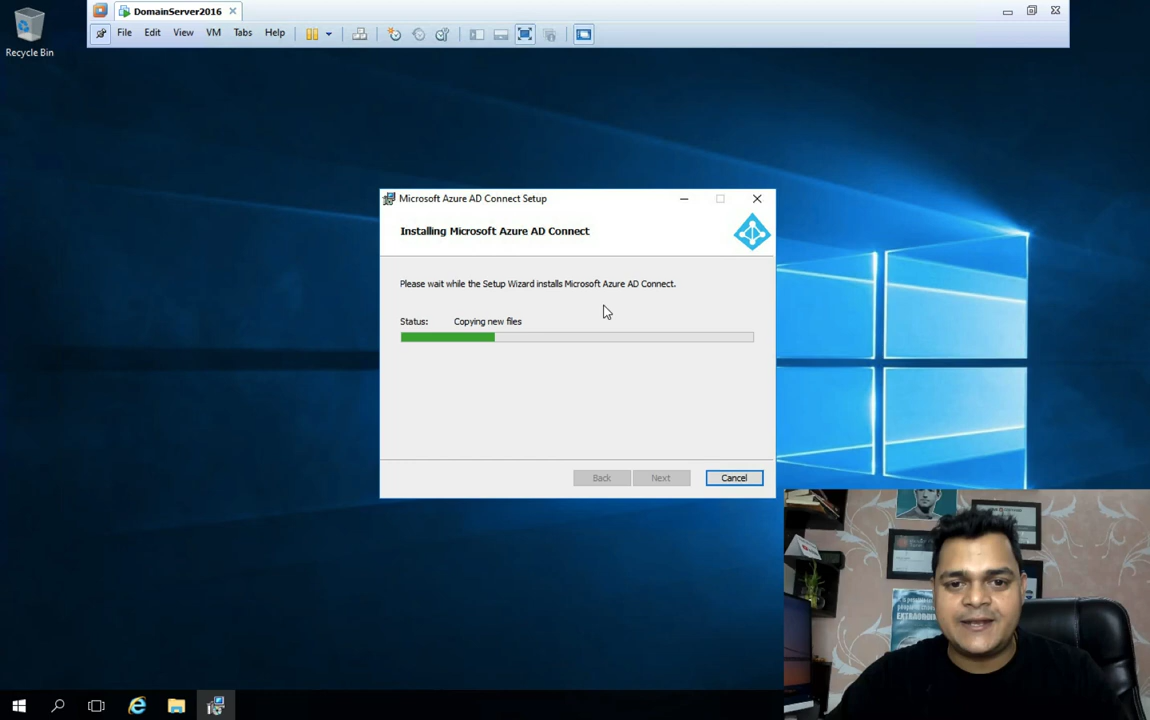 DomainServer2016
File Edit View VM Tabs Help
Recycle Bin
Microsoft Azure AD Connect Setup
Installing Microsoft Azure AD Connect
Please wait while the Setup Wizard installs Microsoft Azure AD Connect.
Status: Copying new files
Back Next Cancel
EXTRAORDIN